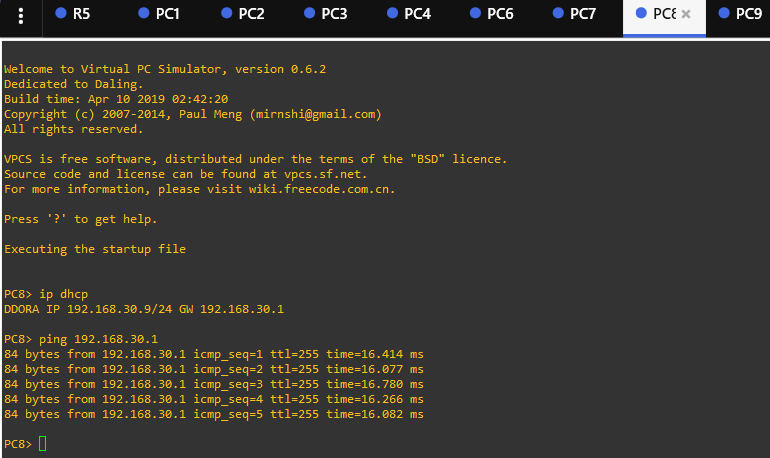 R5 PC1 PC2 PC3 PC4 PC6 PC7 PC8 PC9
Welcome to Virtual PC Simulator, version 0.6.2
Dedicated to Daling.
Build time: Apr 10 2019 02:42:20
Copyright (c) 2007-2014, Paul Meng (mirnshi@gmail.com)
All rights reserved.
VPCS is free software, distributed under the terms of the "BSD" licence.
Source code and license can be found at vpcs.sf.net.
For more information, please visit wiki.freecode.com.cn.
Press '?' to get help.
Executing the startup file
PC8> ip dhcp
DDORA IP 192.168.30.9/24 GW 192.168.30.1
PC8> ping 192.168.30.1
84 bytes from 192.168.30.1 icmp_seq=1 ttl=255 time=16.414 ms
84 bytes from 192.168.30.1 icmp_seq=2 ttl=255 time=16.077 ms
84 bytes from 192.168.30.1 icmp_seq=3 ttl=255 time=16.780 ms
84 bytes from 192.168.30.1 icmp_seq=4 ttl=255 time=16.266 ms
84 bytes from 192.168.30.1 icmp_seq=5 ttl=255 time=16.082 ms
PC8>